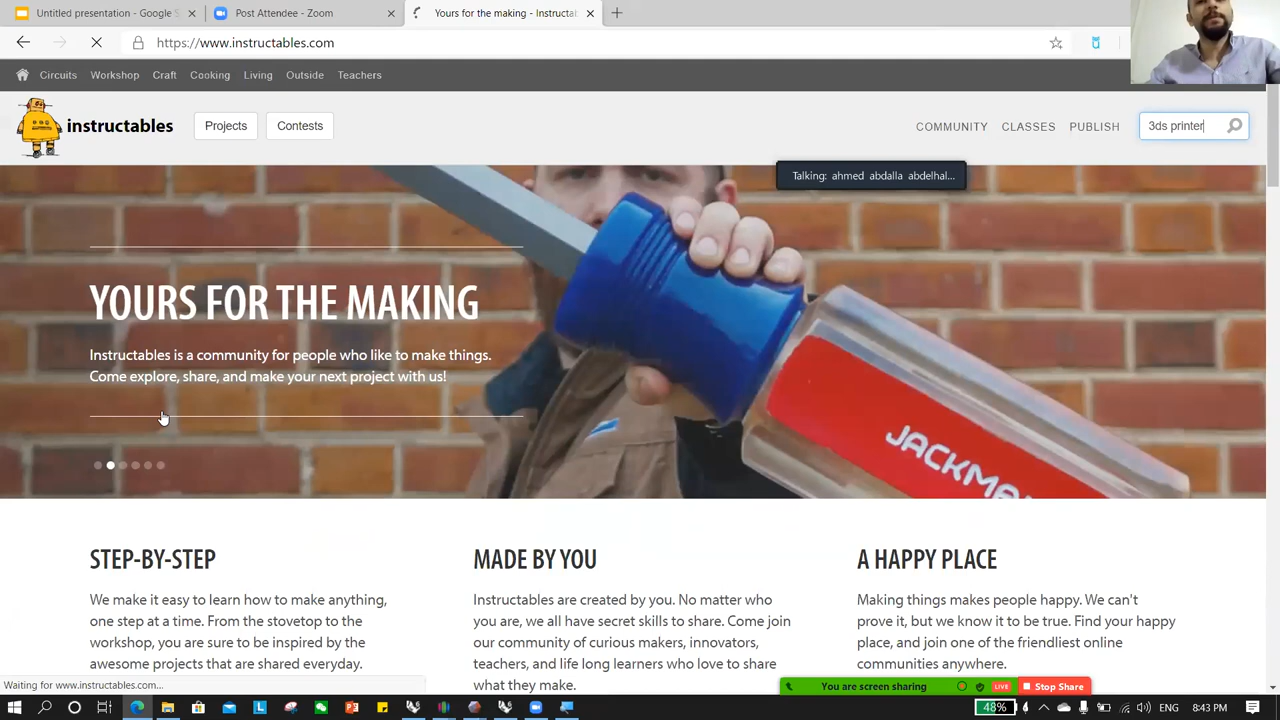 Untitled presentation - Google S
Post Attendee - Zoom
Yours for the making - Instructab
https://www.instructables.com
Circuits Workshop Craft Cooking Living Outside Teachers
instructables
Projects
Contests
COMMUNITY CLASSES PUBLISH
3ds printer
Talking: ahmed abdalla abdelhal...
YOURS FOR THE MAKING
Instructables is a community for people who like to make things.
Come explore, share, and make your next project with us!
STEP-BY-STEP
We make it easy to learn how to make anything,
one step at a time. From the stovetop to the
workshop, you are sure to be inspired by the
awesome projects that are shared everyday.
MADE BY YOU
Instructables are created by you. No matter who
you are, we all have secret skills to share. Come join
our community of curious makers, innovators,
teachers, and life long learners who love to share
what they make.
A HAPPY PLACE
Making things makes people happy. We can't
prove it, but we know it to be true. Find your happy
place, and join one of the friendliest online
communities anywhere.
Waiting for www.instructables.com...
You are screen sharing
LIVE
Stop Share
48%
ENG
8:43 PM